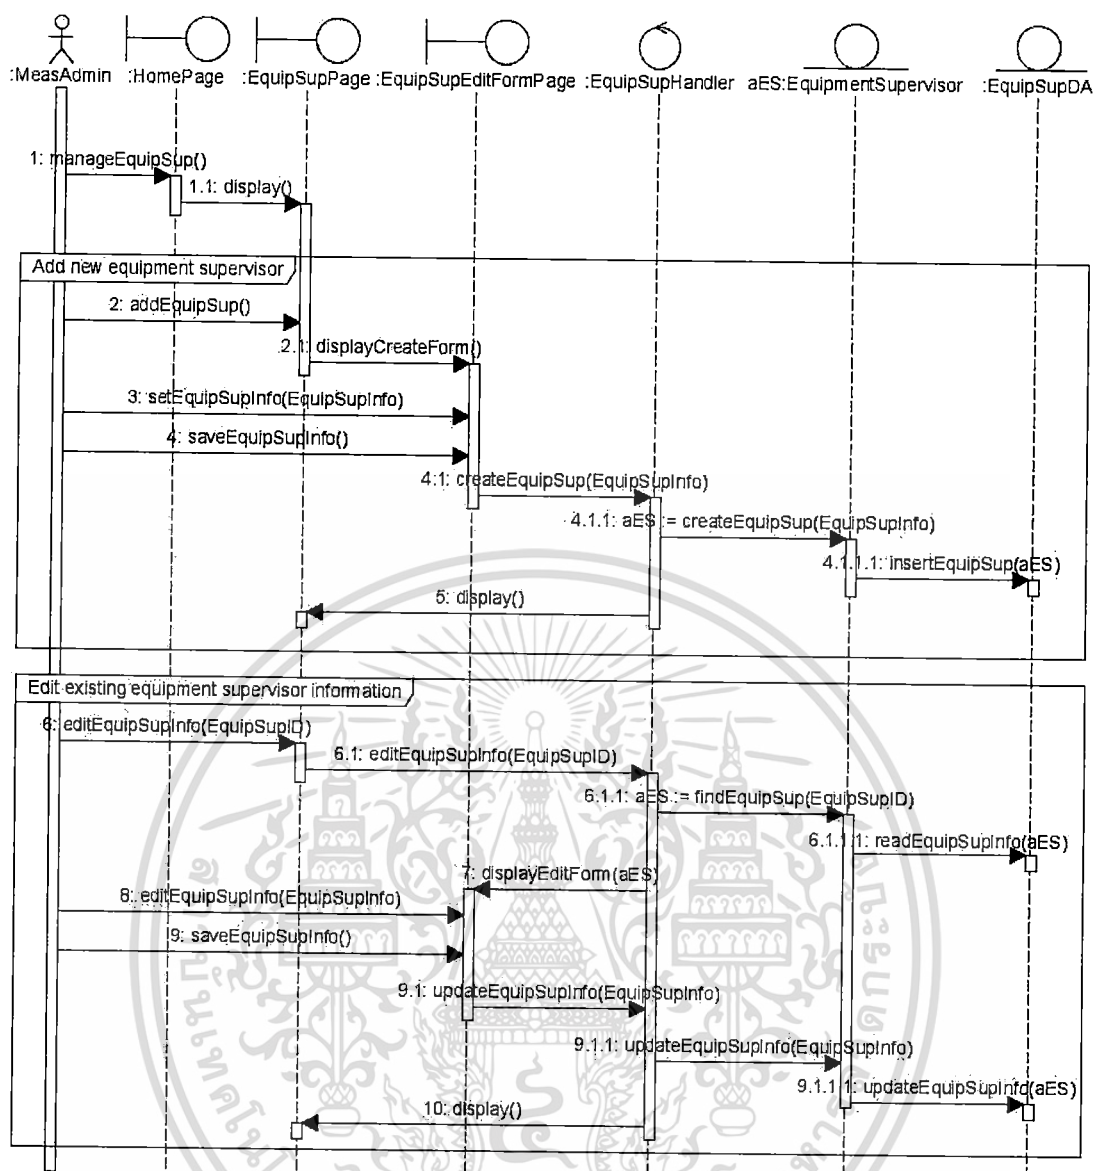 :MeasAdmin :HomePage :EquipSupPage :EquipSupEditFormPage :EquipSupHandler aES:EquipmentSupervisor :EquipSupDA
1: manageEquipSup()
1.1: display()
Add new equipment supervisor
2: addEquipSup()
2.1: displayCreateForm()
3: setEquipSupInfo(EquipSupInfo)
4: saveEquipSupInfo()
4.1: createEquipSup(EquipSupInfo)
4.1.1: aES := createEquipSup(EquipSupInfo)
4.1.1.1: insertEquipSup(aES)
5: display()
Edit existing equipment supervisor information
6: editEquipSupInfo(EquipSupID)
6.1: editEquipSupInfo(EquipSupID)
6.1.1: aES := findEquipSup(EquipSupID)
6.1.1.1: readEquipSupInfo(aES)
7: displayEditForm(aES)
8: editEquipSupInfo(EquipSupInfo)
9: saveEquipSupInfo()
9.1: updateEquipSupInfo(EquipSupInfo)
9.1.1: updateEquipSupInfo(EquipSupInfo)
9.1.1.1: updateEquipSupInfo(aES)
10: display()